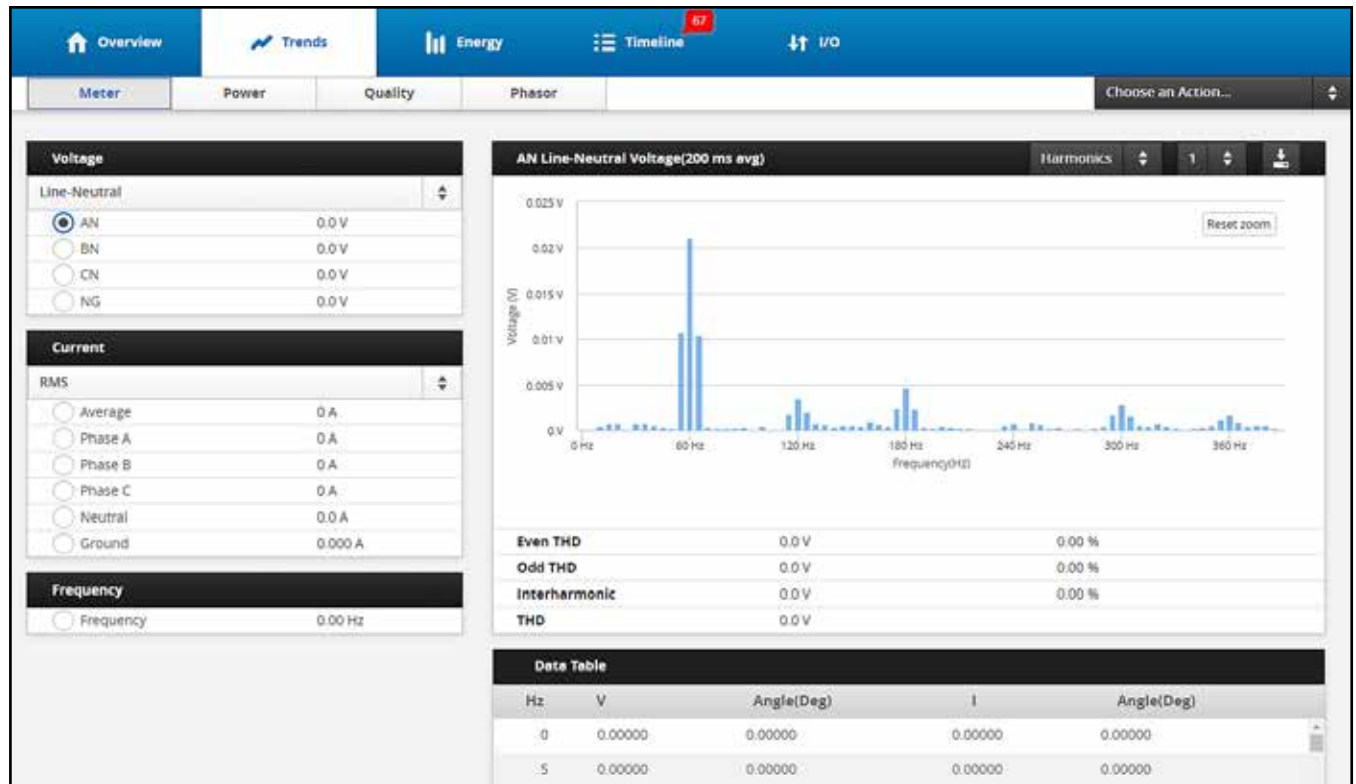 Overview Trends Energy Timeline 67 I/O
Meter Power Quality Phasor Choose an Action...
Voltage
Line-Neutral
AN 0.0 V
BN 0.0 V
CN 0.0 V
NG 0.0 V
Current
RMS
Average 0 A
Phase A 0 A
Phase B 0 A
Phase C 0 A
Neutral 0.0 A
Ground 0.000 A
Frequency
Frequency 0.00 Hz
AN Line-Neutral Voltage(200 ms avg) Harmonics 1
Reset zoom
Voltage (V)
0.025 V
0.02 V
0.015 V
0.01 V
0.005 V
0 V
0 Hz 60 Hz 120 Hz 180 Hz 240 Hz 300 Hz 360 Hz
Frequency(HZ)
Even THD 0.0 V 0.00 %
Odd THD 0.0 V 0.00 %
Interharmonic 0.0 V 0.00 %
THD 0.0 V
Data Table
Hz V Angle(Deg) I Angle(Deg)
0 0.00000 0.00000 0.00000 0.00000
5 0.00000 0.00000 0.00000 0.00000